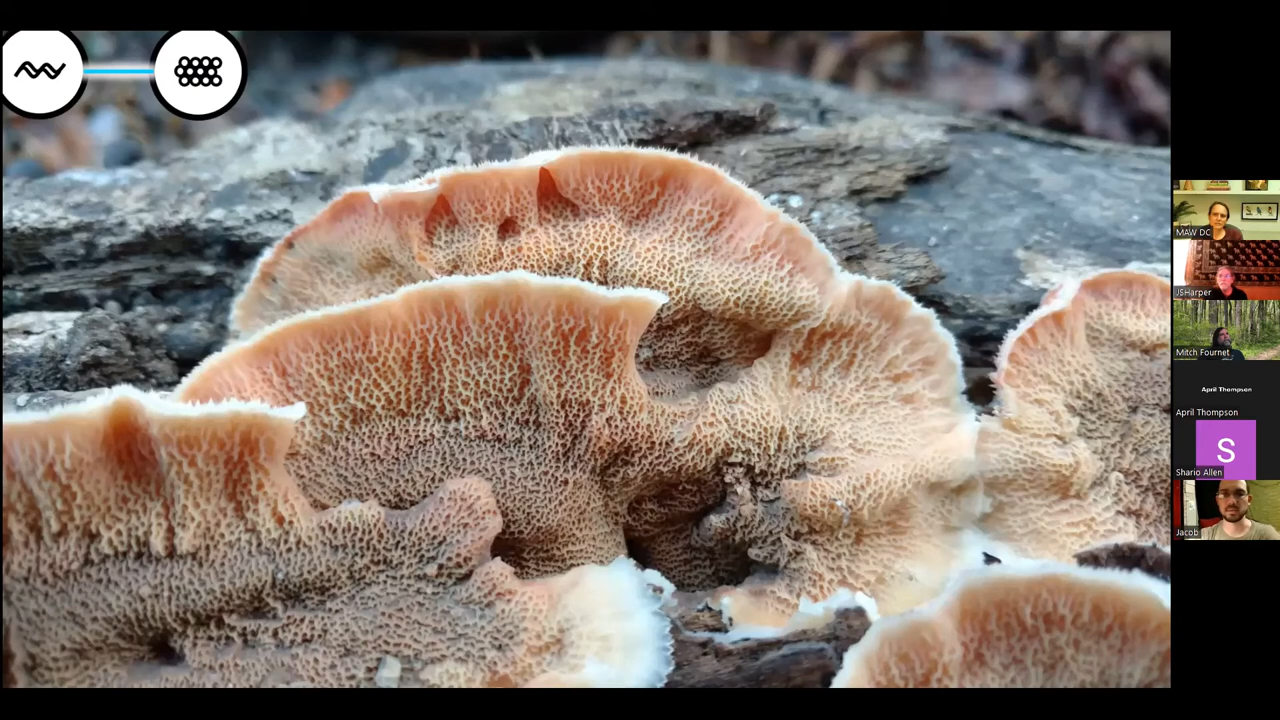 MAW DC
JSHarper
Mitch Fournet
April Thompson
April Thompson
S
Shario Allen
Jacob